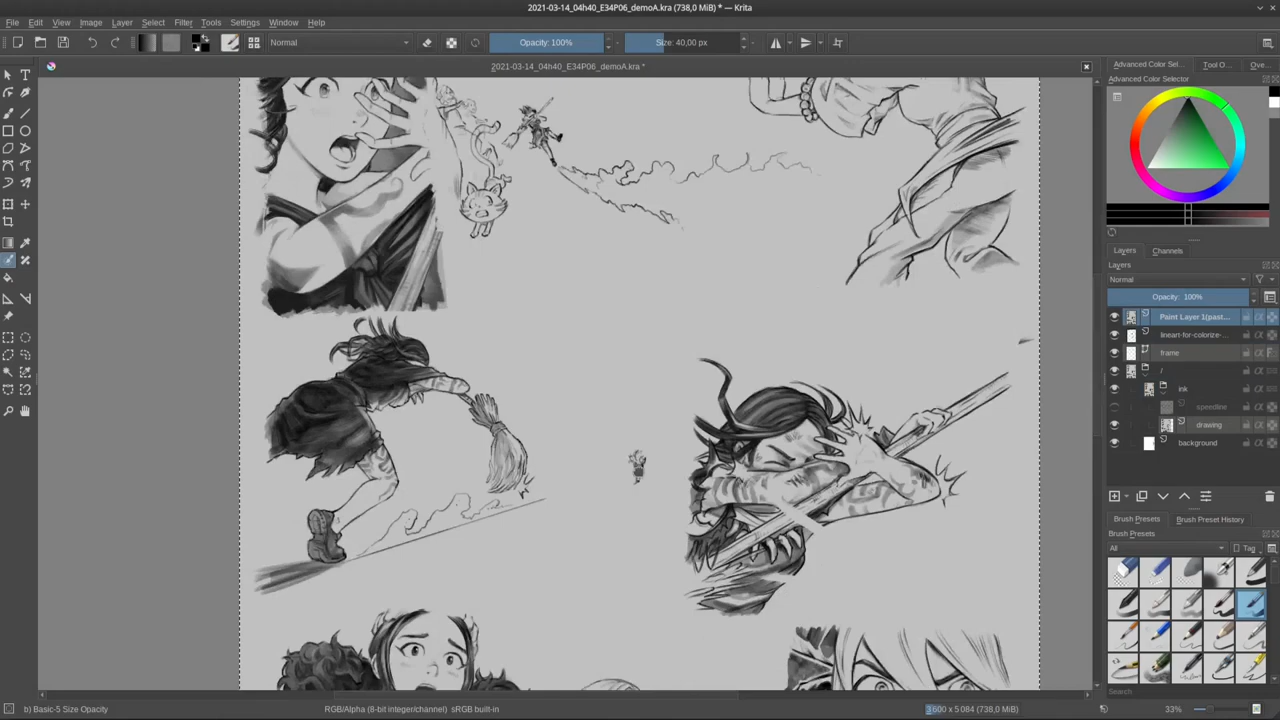 2021-03-14_04h40_E34P06_demoA.kra (738,0 MiB) * — Krita
File Edit View Image Layer Select Filter Tools Settings Window Help
Normal Opacity: 100% Size: 40,00 px
2021-03-14_04h40_E34P06_demoA.kra *
Advanced Color Sel... Tool O... Ove...
Advanced Color Selector
Layers Channels
Layers
Normal
Opacity: 100%
Paint Layer 1(past...
lineart-for-colorize-...
frame
/
ink
speedline
drawing
background
Brush Presets Brush Preset History
Brush Presets
All Tag
Search
b) Basic-5 Size Opacity RGB/Alpha (8-bit integer/channel) sRGB built-in 3 600 x 5 084 (738,0 MiB) 33%